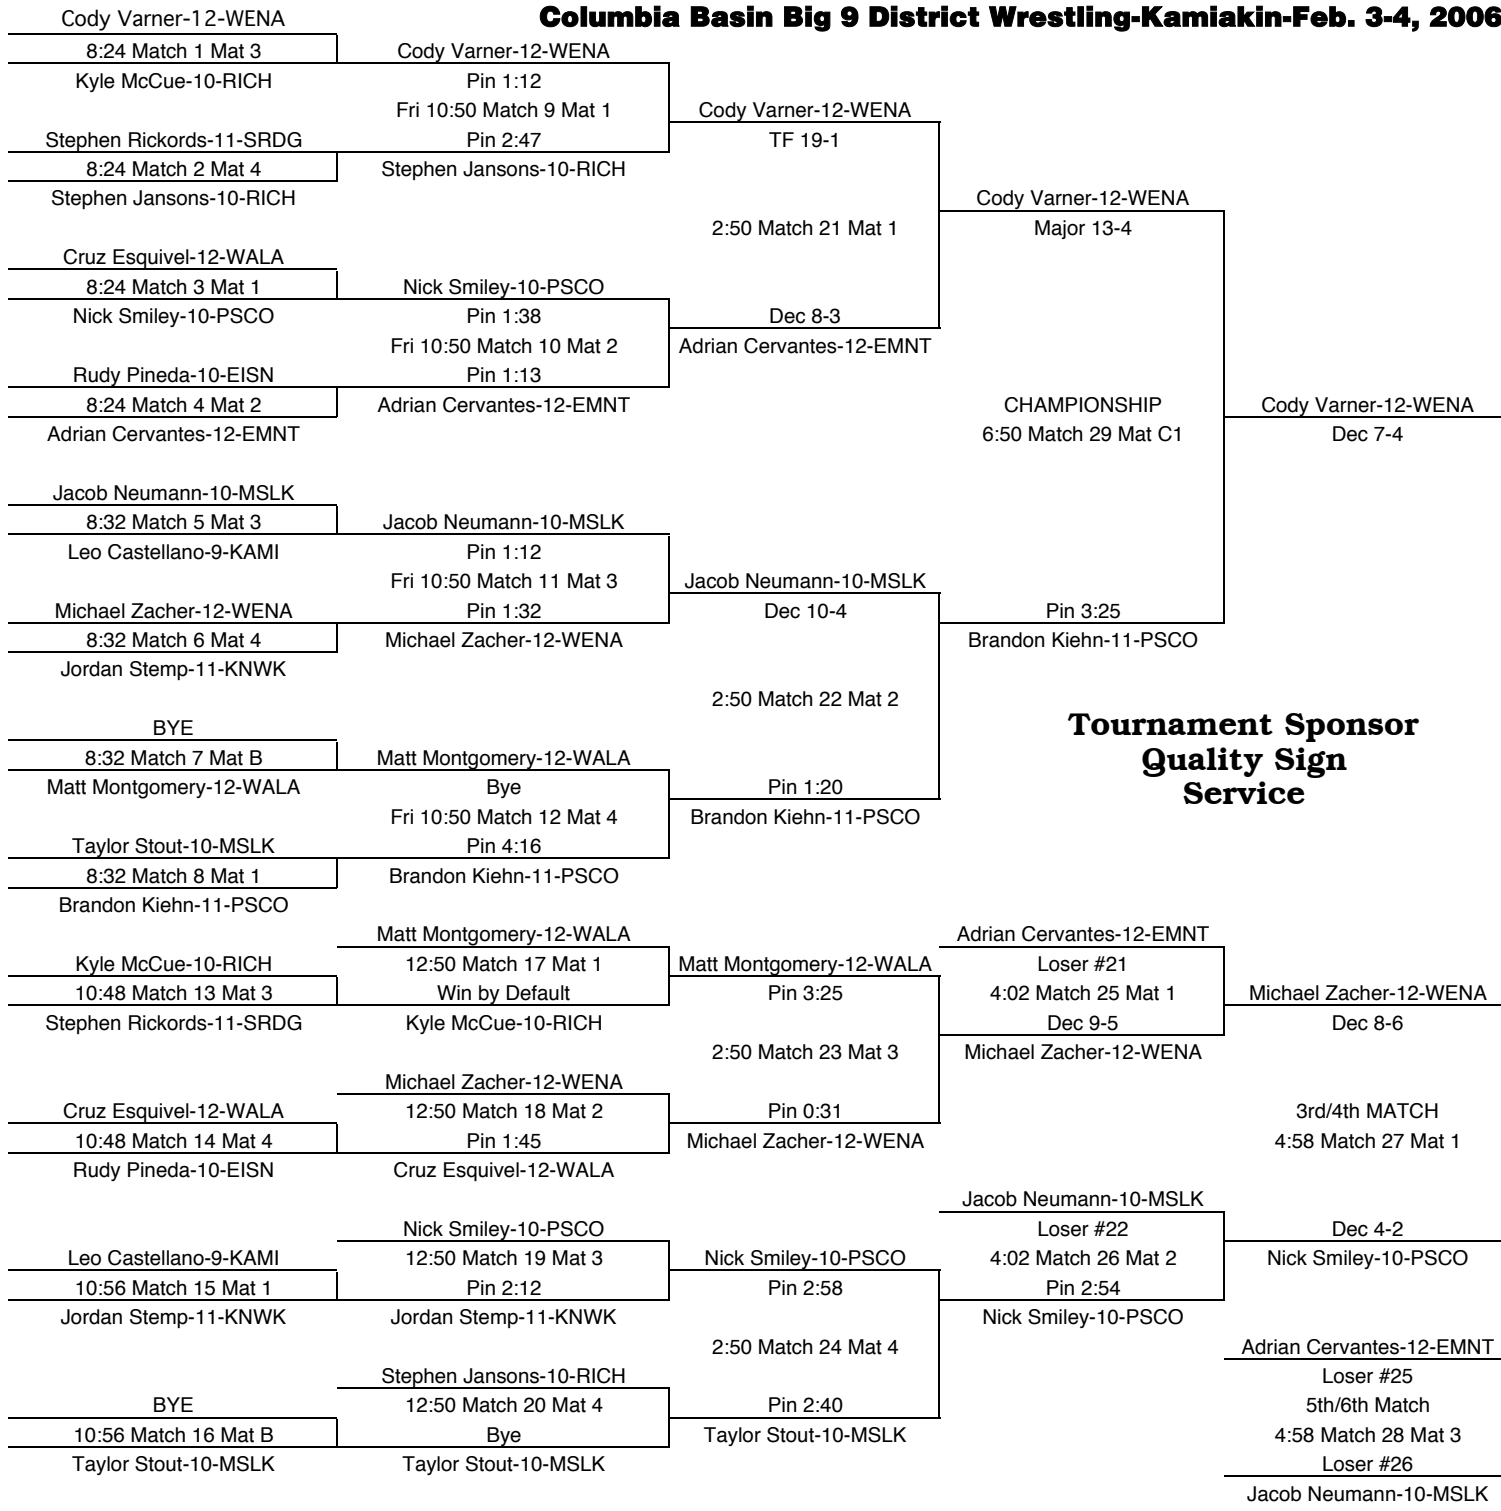 Columbia Basin Big 9 District Wrestling-Kamiakin-Feb. 3-4, 2006
Cody Varner-12-WENA
8:24 Match 1 Mat 3
Kyle McCue-10-RICH
Stephen Rickords-11-SRDG
8:24 Match 2 Mat 4
Stephen Jansons-10-RICH
Cruz Esquivel-12-WALA
8:24 Match 3 Mat 1
Nick Smiley-10-PSCO
Rudy Pineda-10-EISN
8:24 Match 4 Mat 2
Adrian Cervantes-12-EMNT
Jacob Neumann-10-MSLK
8:32 Match 5 Mat 3
Leo Castellano-9-KAMI
Michael Zacher-12-WENA
8:32 Match 6 Mat 4
Jordan Stemp-11-KNWK
BYE
8:32 Match 7 Mat B
Matt Montgomery-12-WALA
Taylor Stout-10-MSLK
8:32 Match 8 Mat 1
Brandon Kiehn-11-PSCO
Cody Varner-12-WENA
Pin 1:12
Fri 10:50 Match 9 Mat 1
Pin 2:47
Stephen Jansons-10-RICH
Nick Smiley-10-PSCO
Pin 1:38
Fri 10:50 Match 10 Mat 2
Pin 1:13
Adrian Cervantes-12-EMNT
Jacob Neumann-10-MSLK
Pin 1:12
Fri 10:50 Match 11 Mat 3
Pin 1:32
Michael Zacher-12-WENA
Matt Montgomery-12-WALA
Bye
Fri 10:50 Match 12 Mat 4
Pin 4:16
Brandon Kiehn-11-PSCO
Cody Varner-12-WENA
TF 19-1
2:50 Match 21 Mat 1
Dec 8-3
Adrian Cervantes-12-EMNT
Jacob Neumann-10-MSLK
Dec 10-4
2:50 Match 22 Mat 2
Pin 1:20
Brandon Kiehn-11-PSCO
Cody Varner-12-WENA
Major 13-4
CHAMPIONSHIP
6:50 Match 29 Mat C1
Pin 3:25
Brandon Kiehn-11-PSCO
Cody Varner-12-WENA
Dec 7-4
Tournament Sponsor
Quality Sign
Service
Kyle McCue-10-RICH
10:48 Match 13 Mat 3
Stephen Rickords-11-SRDG
Cruz Esquivel-12-WALA
10:48 Match 14 Mat 4
Rudy Pineda-10-EISN
Leo Castellano-9-KAMI
10:56 Match 15 Mat 1
Jordan Stemp-11-KNWK
BYE
10:56 Match 16 Mat B
Taylor Stout-10-MSLK
Matt Montgomery-12-WALA
12:50 Match 17 Mat 1
Win by Default
Kyle McCue-10-RICH
Michael Zacher-12-WENA
12:50 Match 18 Mat 2
Pin 1:45
Cruz Esquivel-12-WALA
Nick Smiley-10-PSCO
12:50 Match 19 Mat 3
Pin 2:12
Jordan Stemp-11-KNWK
Stephen Jansons-10-RICH
12:50 Match 20 Mat 4
Bye
Taylor Stout-10-MSLK
Matt Montgomery-12-WALA
Pin 3:25
2:50 Match 23 Mat 3
Pin 0:31
Michael Zacher-12-WENA
Nick Smiley-10-PSCO
Pin 2:58
2:50 Match 24 Mat 4
Pin 2:40
Taylor Stout-10-MSLK
Adrian Cervantes-12-EMNT
Loser #21
4:02 Match 25 Mat 1
Dec 9-5
Michael Zacher-12-WENA
Jacob Neumann-10-MSLK
Loser #22
4:02 Match 26 Mat 2
Pin 2:54
Nick Smiley-10-PSCO
Michael Zacher-12-WENA
Dec 8-6
3rd/4th MATCH
4:58 Match 27 Mat 1
Dec 4-2
Nick Smiley-10-PSCO
Adrian Cervantes-12-EMNT
Loser #25
5th/6th Match
4:58 Match 28 Mat 3
Loser #26
Jacob Neumann-10-MSLK